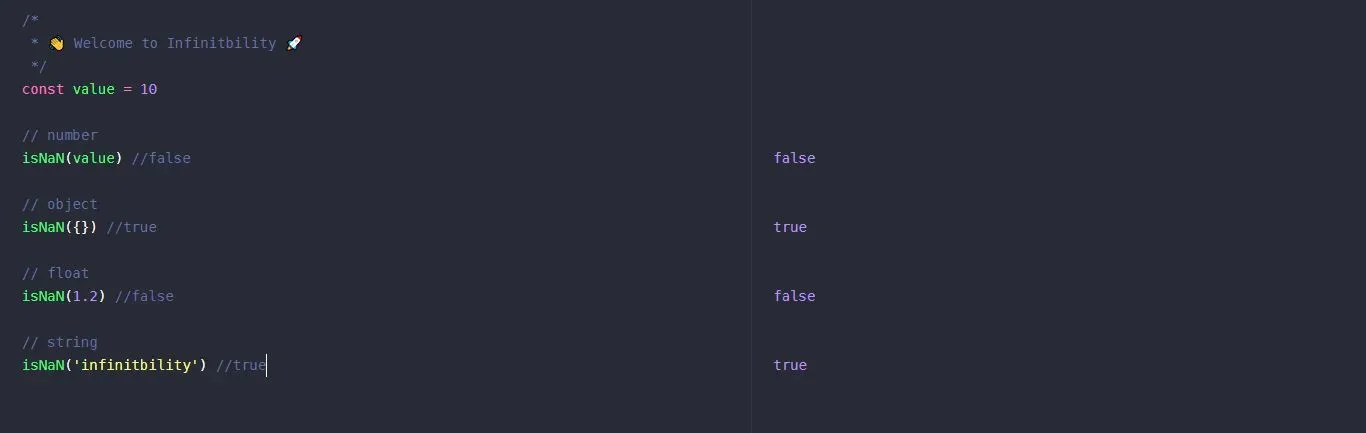 /*
 * 👋 Welcome to Infinitbility 🚀
 */
const value = 10
// number
isNaN(value) //false false
// object
isNaN({}) //true true
// float
isNaN(1.2) //false false
// string
isNaN('infinitbility') //true true